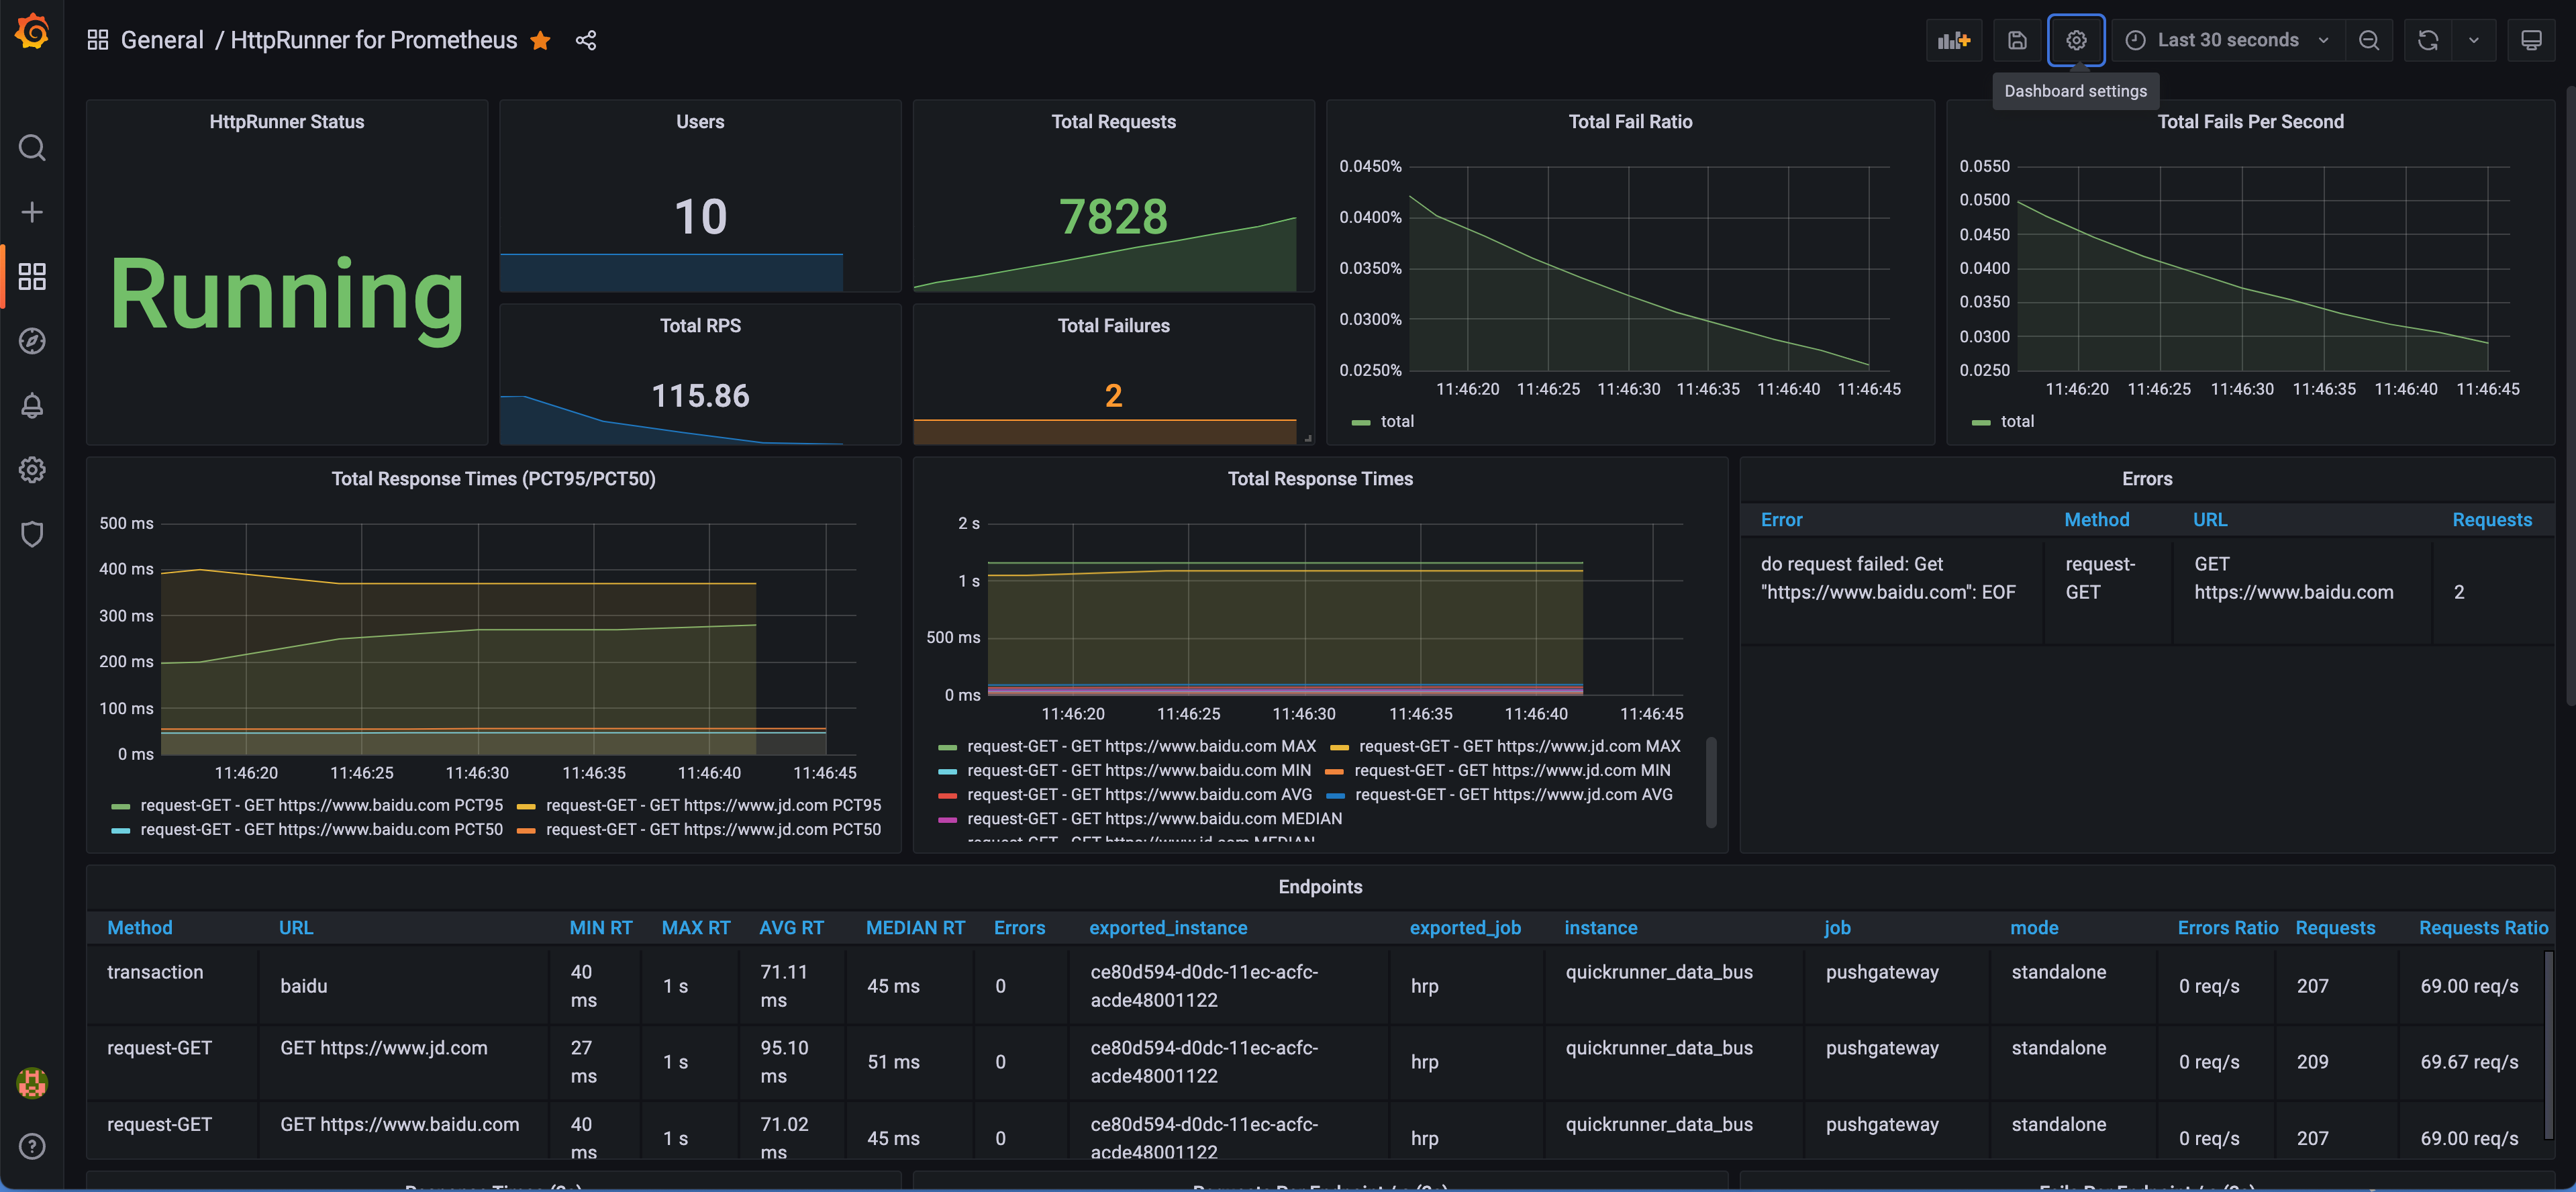 General / HttpRunner for Prometheus
Last 30 seconds
Dashboard settings
HttpRunner Status
Running
Users
10
Total Requests
7828
Total RPS
115.86
Total Failures
2
Total Fail Ratio
0.0450%
0.0400%
0.0350%
0.0300%
0.0250%
11:46:20 11:46:25 11:46:30 11:46:35 11:46:40 11:46:45
total
Total Fails Per Second
0.0550
0.0500
0.0450
0.0400
0.0350
0.0300
0.0250
11:46:20 11:46:25 11:46:30 11:46:35 11:46:40 11:46:45
total
Total Response Times (PCT95/PCT50)
500 ms
400 ms
300 ms
200 ms
100 ms
0 ms
11:46:20 11:46:25 11:46:30 11:46:35 11:46:40 11:46:45
request-GET - GET https://www.baidu.com PCT95 request-GET - GET https://www.jd.com PCT95
request-GET - GET https://www.baidu.com PCT50 request-GET - GET https://www.jd.com PCT50
Total Response Times
2 s
1 s
500 ms
0 ms
11:46:20 11:46:25 11:46:30 11:46:35 11:46:40 11:46:45
request-GET - GET https://www.baidu.com MAX request-GET - GET https://www.jd.com MAX
request-GET - GET https://www.baidu.com MIN request-GET - GET https://www.jd.com MIN
request-GET - GET https://www.baidu.com AVG request-GET - GET https://www.jd.com AVG
request-GET - GET https://www.baidu.com MEDIAN
request-GET - GET https://www.jd.com MEDIAN
Errors
Error Method URL Requests
do request failed: Get request- GET
"https://www.baidu.com": EOF GET https://www.baidu.com 2
Endpoints
Method URL MIN RT MAX RT AVG RT MEDIAN RT Errors exported_instance exported_job instance job mode Errors Ratio Requests Requests Ratio
transaction 40 71.11 ce80d594-d0dc-11ec-acfc- quickrunner_data_bus pushgateway standalone
baidu 1 s 45 ms 0 hrp 0 req/s 207 69.00 req/s
ms ms acde48001122
request-GET GET https://www.jd.com 27 95.10 ce80d594-d0dc-11ec-acfc- quickrunner_data_bus pushgateway standalone
1 s 51 ms 0 hrp 0 req/s 209 69.67 req/s
ms ms acde48001122
request-GET GET https://www.baidu.com 40 71.02 ce80d594-d0dc-11ec-acfc- quickrunner_data_bus pushgateway standalone
1 s 45 ms 0 hrp 0 req/s 207 69.00 req/s
ms ms acde48001122